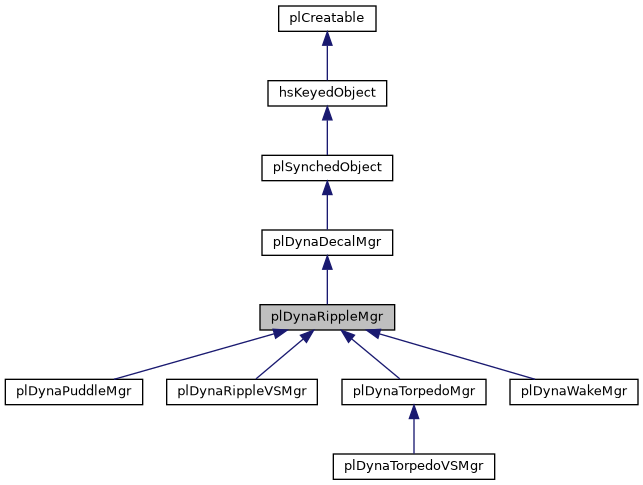 plCreatable
hsKeyedObject
plSynchedObject
plDynaDecalMgr
plDynaRippleMgr
plDynaPuddleMgr
plDynaRippleVSMgr
plDynaTorpedoMgr
plDynaWakeMgr
plDynaTorpedoVSMgr